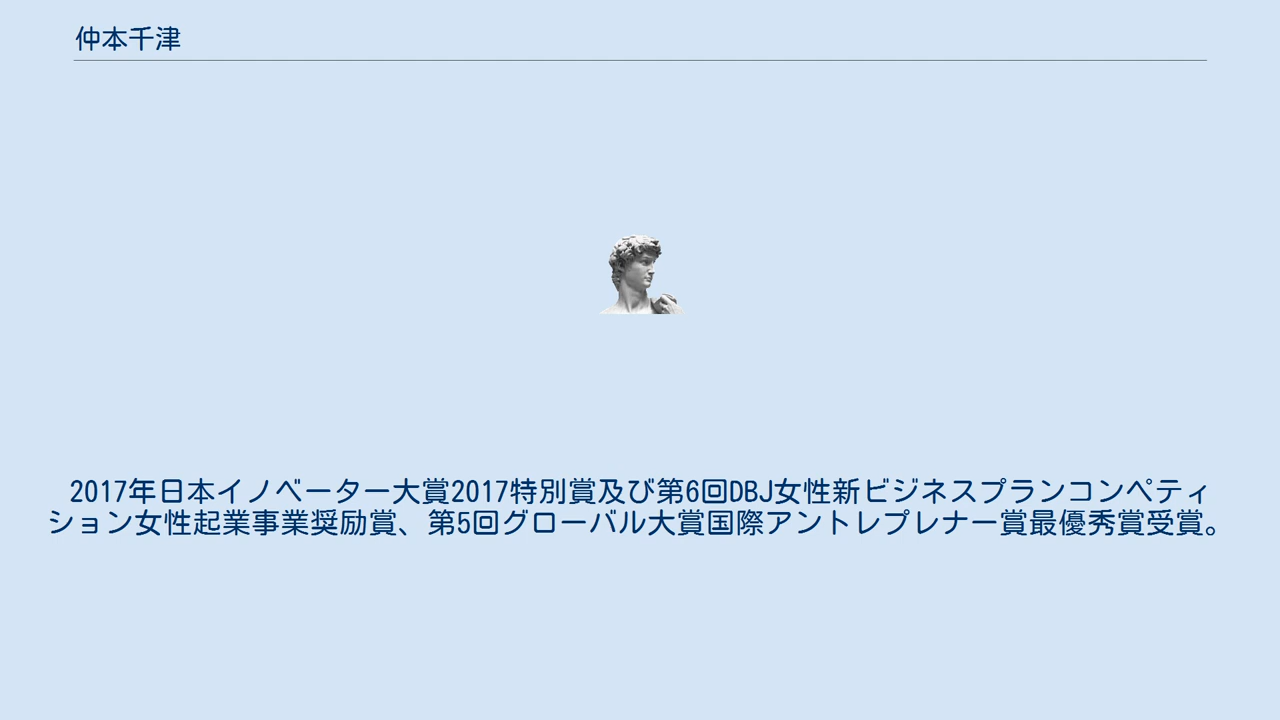 仲本千津
2017年日本イノベーター大賞2017特別賞及び第6回DBJ女性新ビジネスプランコンペティ
ション女性起業事業奨励賞、第5回グローバル大賞国際アントレプレナー賞最優秀賞受賞。